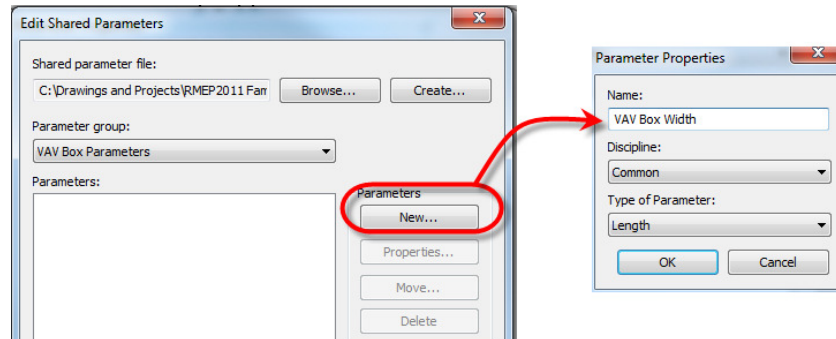 Edit Shared Parameters
Shared parameter file:
C:\Drawings and Projects\RMEP2011 Fam
Browse...
Create...
Parameter group:
VAV Box Parameters
Parameters:
Parameters
New...
Properties...
Move...
Delete
Parameter Properties
Name:
VAV Box Width
Discipline:
Common
Type of Parameter:
Length
OK
Cancel